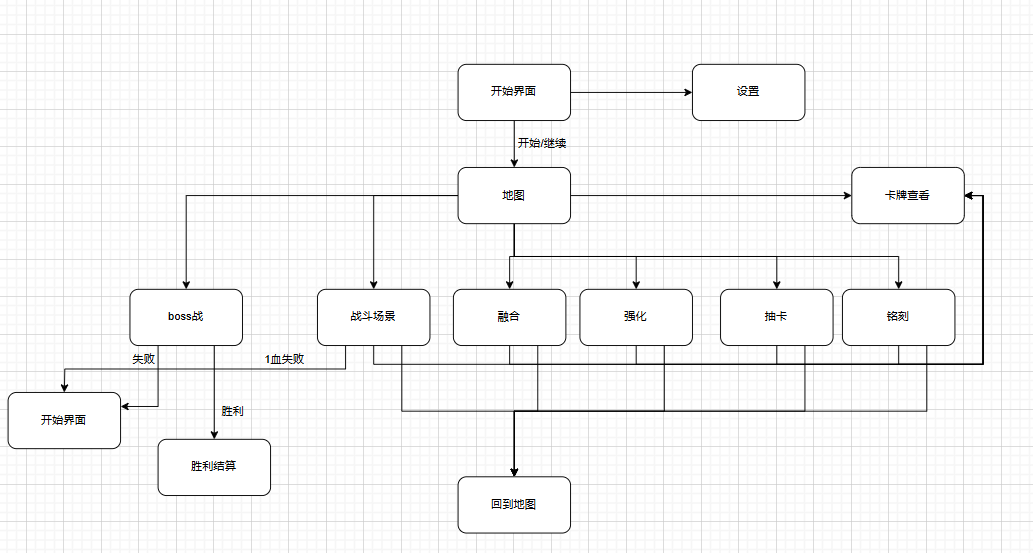 开始界面
设置
开始/继续
地图
卡牌查看
boss战
战斗场景
融合
强化
抽卡
铭刻
失败
1血失败
开始界面
胜利
胜利结算
回到地图